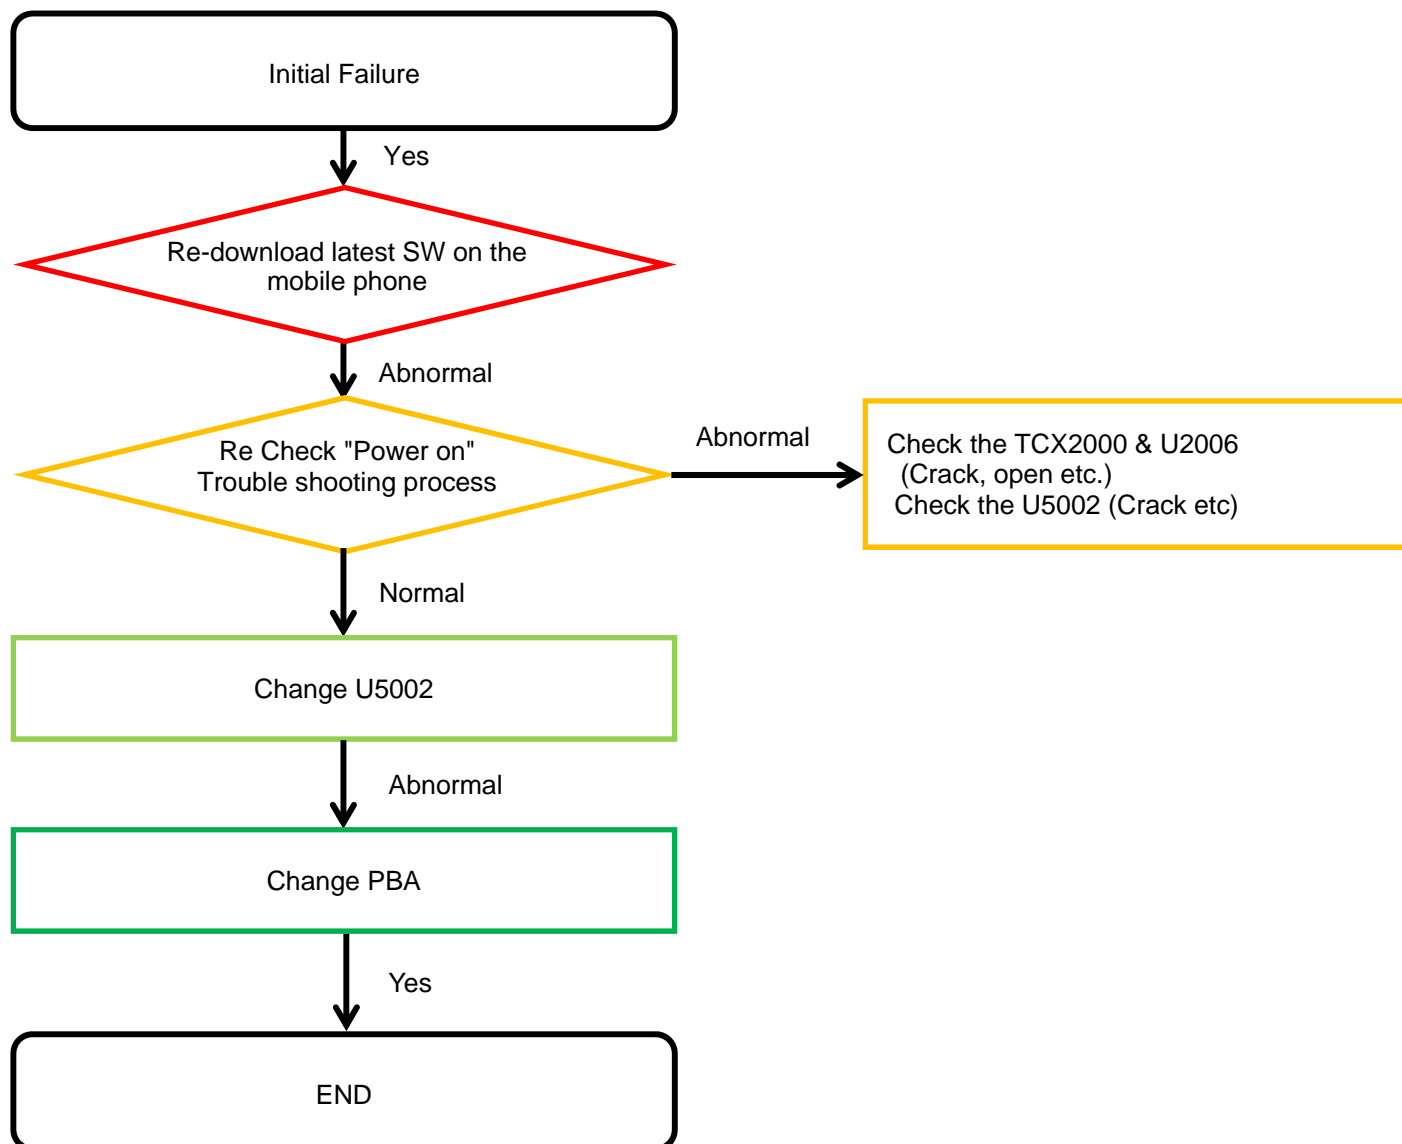 Initial Failure
Yes
Re-download latest SW on the
mobile phone
Abnormal
Re Check "Power on"
Trouble shooting process
Abnormal
Check the TCX2000 & U2006
(Crack, open etc.)
Check the U5002 (Crack etc)
Normal
Change U5002
Abnormal
Change PBA
Yes
END